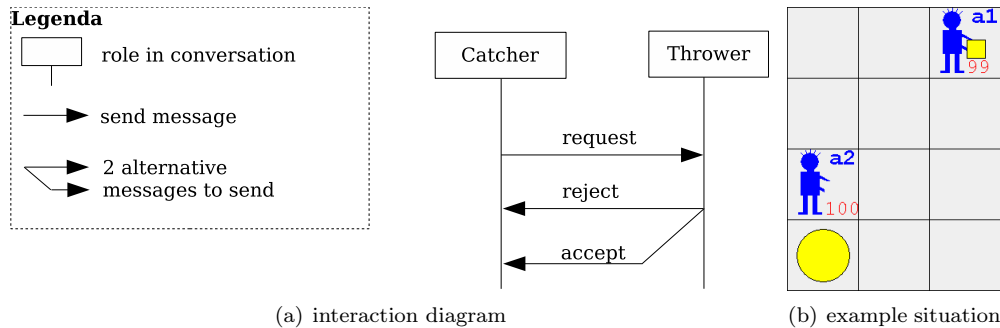 Legenda
role in conversation
send message
2 alternative
messages to send
Catcher
Thrower
request
reject
accept
a1
99
a2
100
(a) interaction diagram
(b) example situation